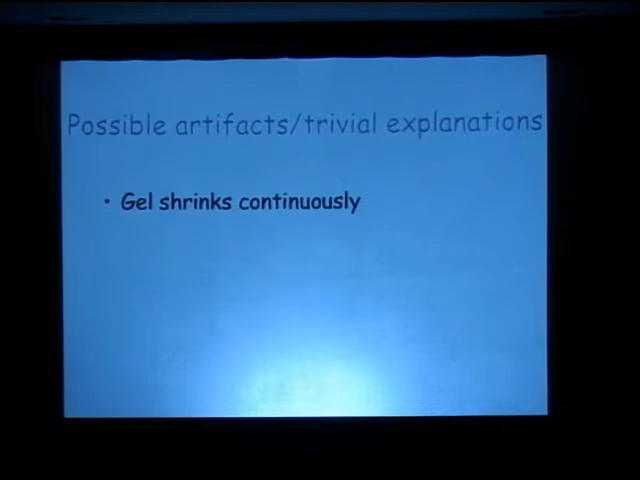 Possible artifacts/trivial explanations
• Gel shrinks continuously